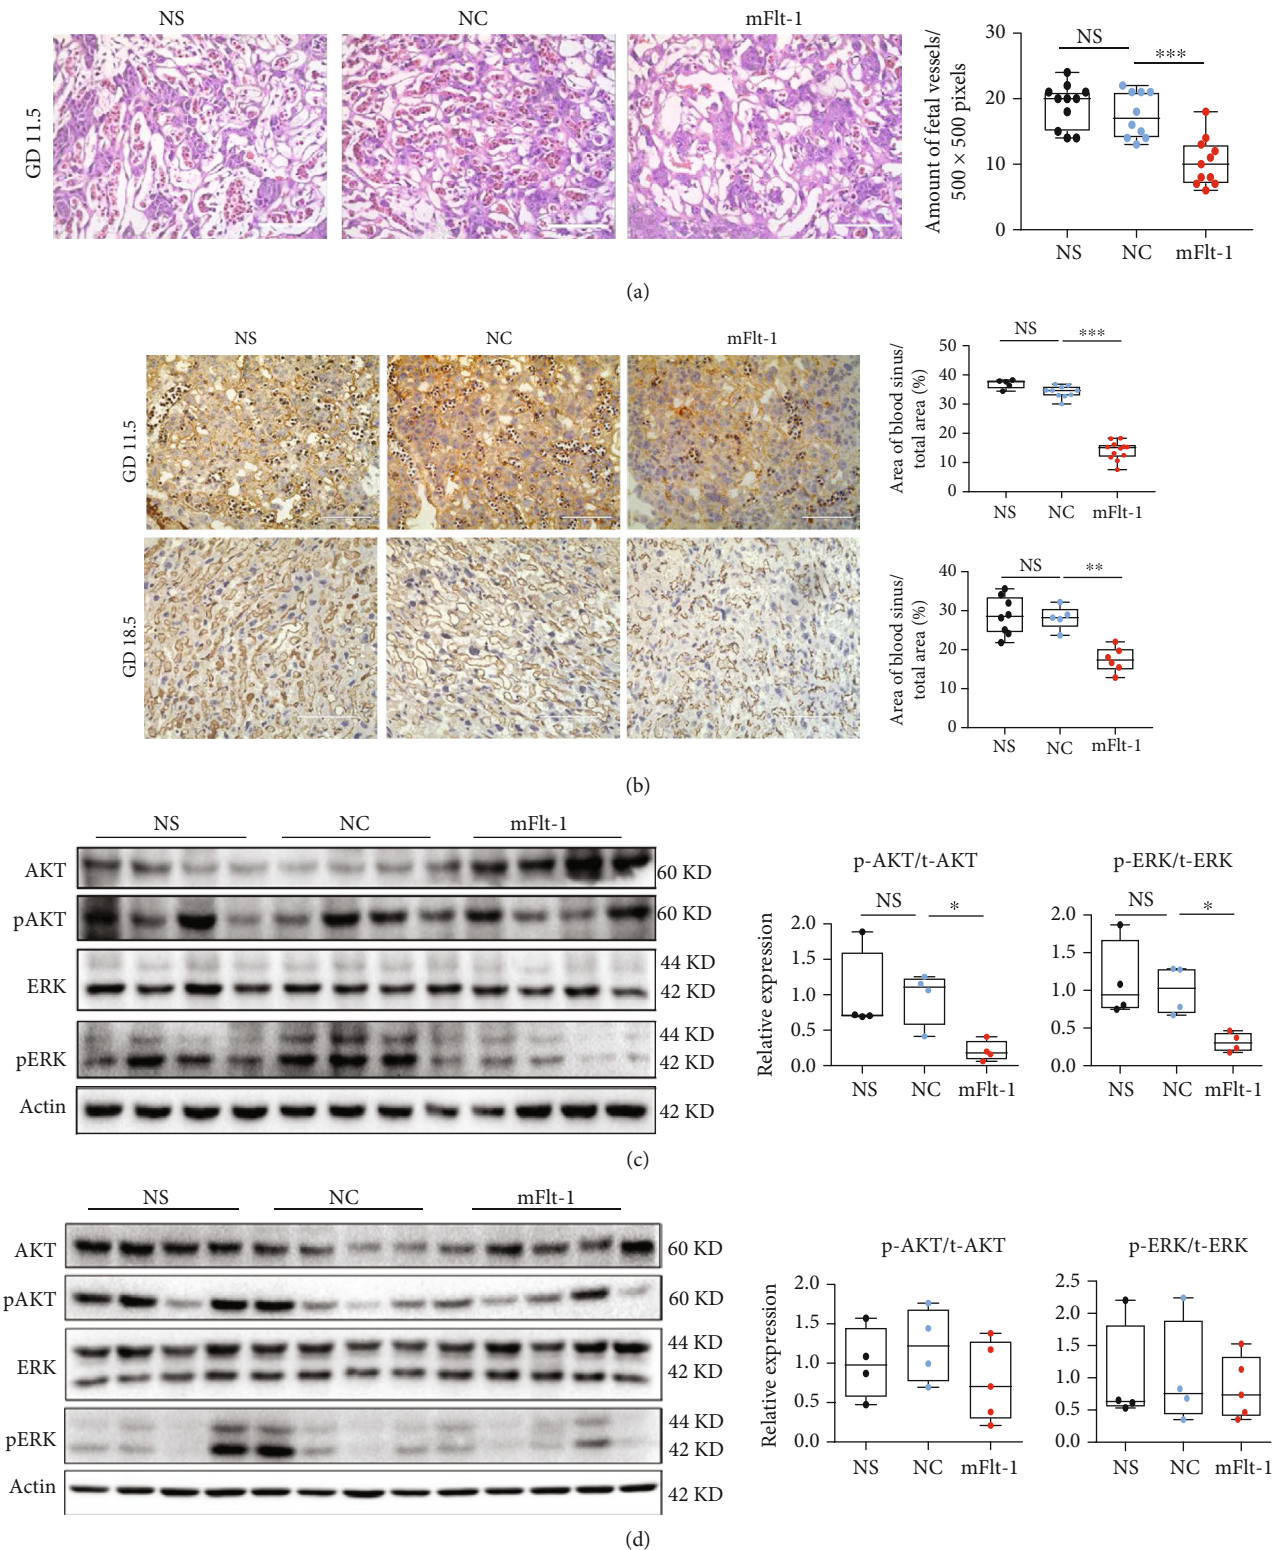 NS NC mFlt-1
GD 11.5
Amount of fetal vessels/
500 × 500 pixels
30
20
10
0
NS
***
NS NC mFlt-1
(a)
NS NC mFlt-1
GD 11.5
Area of blood sinus/
total area (%)
50
40
30
20
10
0
NS
***
NS NC mFlt-1
GD 18.5
Area of blood sinus/
total area (%)
40
30
20
10
0
NS
**
NS NC mFlt-1
(b)
NS NC mFlt-1
AKT 60 KD
pAKT 60 KD
ERK 44 KD
42 KD
pERK 44 KD
42 KD
Actin 42 KD
p-AKT/t-AKT
Relative expression
2.0
1.5
1.0
0.5
0.0
NS
*
NS NC mFlt-1
p-ERK/t-ERK
2.0
1.5
1.0
0.5
0.0
NS
*
NS NC mFlt-1
(c)
NS NC mFlt-1
AKT 60 KD
pAKT 60 KD
ERK 44 KD
42 KD
pERK 44 KD
42 KD
Actin 42 KD
p-AKT/t-AKT
Relative expression
2.0
1.5
1.0
0.5
0.0
NS NC mFlt-1
p-ERK/t-ERK
2.5
2.0
1.5
1.0
0.5
0.0
NS NC mFlt-1
(d)